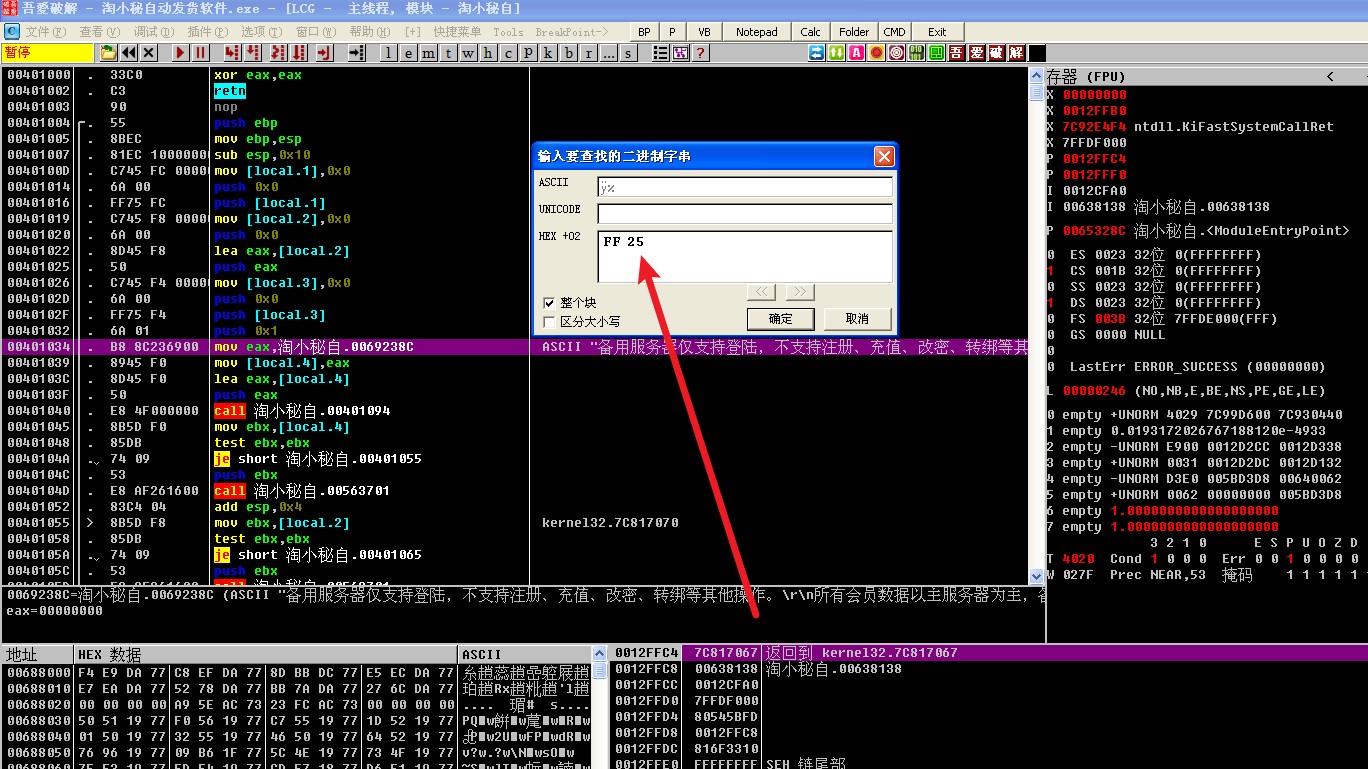 吾愛破解 - 淘小秘自动发货软件.exe - [LCG - 主线程, 模块 - 淘小秘自]
文件(F) 查看(V) 调试(D) 插件(P) 选项(T) 窗口(W) 帮助(H) [+] 快捷菜单 Tools BreakPoint-> BP P VB Notepad Calc Folder CMD Exit
暂停 l e m t w h c p k b r ... s ? 吾 爱 破 解
00401000 . 33C0 xor eax,eax
00401002 . C3 retn
00401003 90 nop
00401004 . 55 push ebp
00401005 . 8BEC mov ebp,esp
00401007 . 81EC 1000000 sub esp,0x10
0040100D . C745 FC 0000 mov [local.1],0x0
00401014 . 6A 00 push 0x0
00401016 . FF75 FC push [local.1]
00401019 . C745 F8 0000 mov [local.2],0x0
00401020 . 6A 00 push 0x0
00401022 . 8D45 F8 lea eax,[local.2]
00401025 . 50 push eax
00401026 . C745 F4 0000 mov [local.3],0x0
0040102D . 6A 00 push 0x0
0040102F . FF75 F4 push [local.3]
00401032 . 6A 01 push 0x1
00401034 . B8 8C236900 mov eax,淘小秘自.0069238C ASCII "备用服务器仅支持登陆，不支持注册、充值、改密、转绑等其
00401039 . 8945 F0 mov [local.4],eax
0040103C . 8D45 F0 lea eax,[local.4]
0040103F . 50 push eax
00401040 . E8 4F000000 call 淘小秘自.00401094
00401045 . 8B5D F0 mov ebx,[local.4]
00401048 . 85DB test ebx,ebx
0040104A . 74 09 je short 淘小秘自.00401055
0040104C . 53 push ebx
0040104D . E8 AF261600 call 淘小秘自.00563701
00401052 . 83C4 04 add esp,0x4
00401055 > 8B5D F8 mov ebx,[local.2] kernel32.7C817070
00401058 . 85DB test ebx,ebx
0040105A . 74 09 je short 淘小秘自.00401065
0040105C . 53 push ebx
输入要查找的二进制字串
ASCII ÿ%
UNICODE
HEX +02 FF 25
<< >>
整个块
区分大小写
确定 取消
存器 (FPU) <
X 00000000
X 0012FFB0
X 7C92E4F4 ntdll.KiFastSystemCallRet
X 7FFDF000
P 0012FFC4
P 0012FFF0
I 0012CFA0
I 00638138 淘小秘自.00638138
P 0065328C 淘小秘自.<ModuleEntryPoint>
0 ES 0023 32位 0(FFFFFFFF)
1 CS 001B 32位 0(FFFFFFFF)
0 SS 0023 32位 0(FFFFFFFF)
1 DS 0023 32位 0(FFFFFFFF)
0 FS 003B 32位 7FFDE000(FFF)
0 GS 0000 NULL
0
0 LastErr ERROR_SUCCESS (00000000)
L 00000246 (NO,NB,E,BE,NS,PE,GE,LE)
0 empty +UNORM 4029 7C99D600 7C930440
1 empty 0.0193172026767188120e-4933
2 empty -UNORM E900 0012D2CC 0012D338
3 empty +UNORM 0031 0012D2DC 0012D132
4 empty -UNORM D3E0 005BD3D8 00640062
5 empty +UNORM 0062 00000000 005BD3D8
6 empty 1.0000000000000000000
7 empty 1.0000000000000000000
3 2 1 0 E S P U O Z D
T 4020 Cond 1 0 0 0 Err 0 0 1 0 0 0 0
W 027F Prec NEAR,53 掩码 1 1 1 1 1
0069238C=淘小秘自.0069238C (ASCII "备用服务器仅支持登陆，不支持注册、充值、改密、转绑等其他操作。\r\n所有会员数据以主服务器为主，
eax=00000000
地址 HEX 数据 ASCII
00688000 F4 E9 DA 77 C8 EF DA 77 8D BB DC 77 E5 EC DA 77
00688010 E7 EA DA 77 52 78 DA 77 BB 7A DA 77 27 6C DA 77
00688020 00 00 00 00 A9 5E AC 73 23 FC AC 73 00 00 00 00
00688030 50 51 19 77 F0 56 19 77 C7 55 19 77 1D 52 19 77
00688040 01 50 19 77 32 55 19 77 46 50 19 77 64 52 19 77
00688050 76 96 19 77 09 B6 1F 77 5C 4E 19 77 73 4F 19 77
0012FFC4 7C817067 返回到 kernel32.7C817067
0012FFC8 00638138 淘小秘自.00638138
0012FFCC 0012CFA0
0012FFD0 7FFDF000
0012FFD4 80545BFD
0012FFD8 0012FFC8
0012FFDC 816F3310
0012FFE0 FFFFFFFF SEH 链尾部